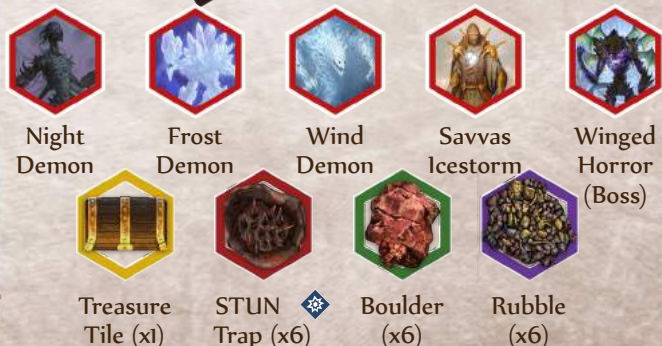 Night Demon
Frost Demon
Wind Demon
Savvas Icestorm
Winged Horror (Boss)
Treasure Tile (x1)
STUN Trap (x6)
Boulder (x6)
Rubble (x6)